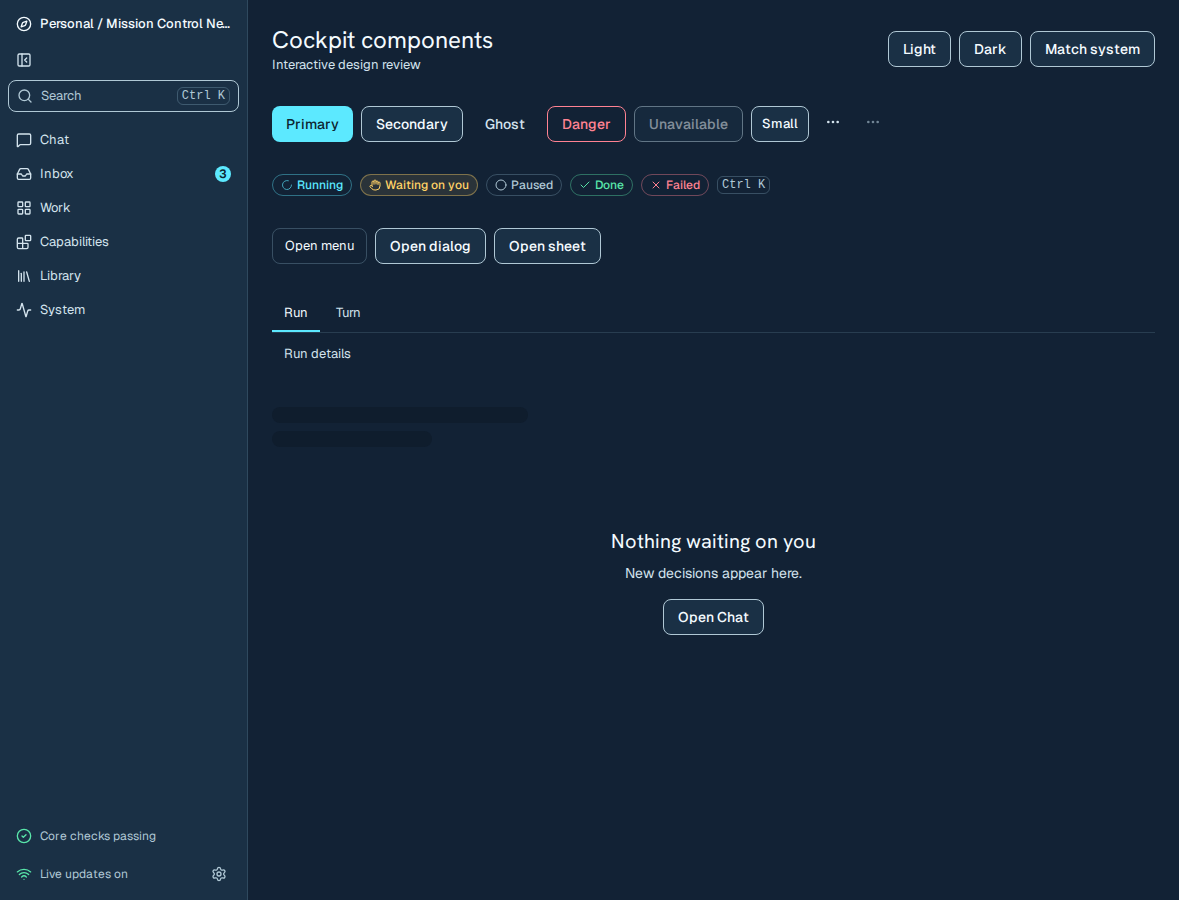 Personal / Mission Control Ne…
Search Ctrl K
Chat
Inbox 3
Work
Capabilities
Library
System
Core checks passing
Live updates on
Cockpit components
Interactive design review
Light Dark Match system
Primary Secondary Ghost Danger Unavailable Small
Running Waiting on you Paused Done Failed Ctrl K
Open menu Open dialog Open sheet
Run Turn
Run details
Nothing waiting on you
New decisions appear here.
Open Chat